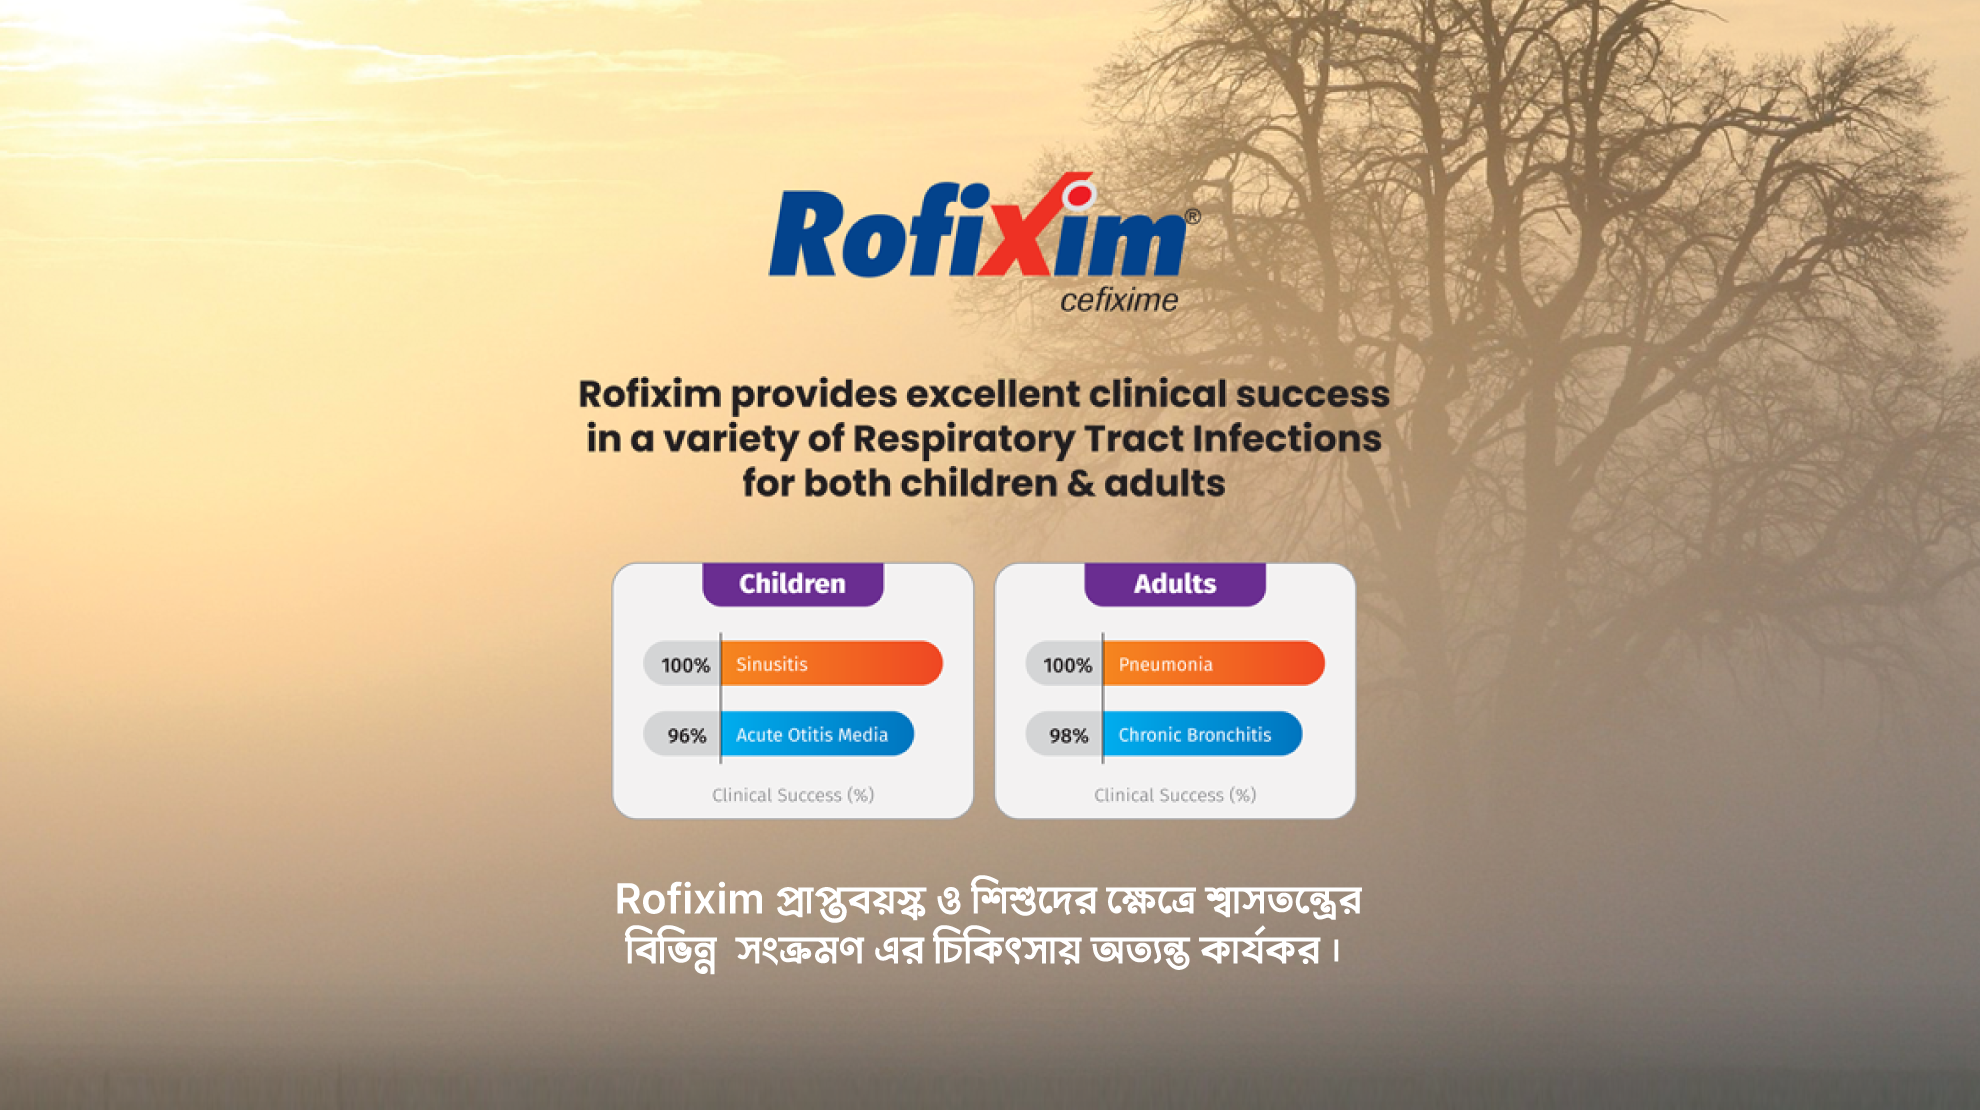 Rofixim®
cefixime
Rofixim provides excellent clinical success
in a variety of Respiratory Tract Infections
for both children & adults
Children
100% Sinusitis
96% Acute Otitis Media
Clinical Success (%)
Adults
100% Pneumonia
98% Chronic Bronchitis
Clinical Success (%)
Rofixim প্রাপ্তবয়স্ক ও শিশুদের ক্ষেত্রে শ্বাসতন্ত্রের
বিভিন্ন সংক্রমণ এর চিকিৎসায় অত্যন্ত কার্যকর।